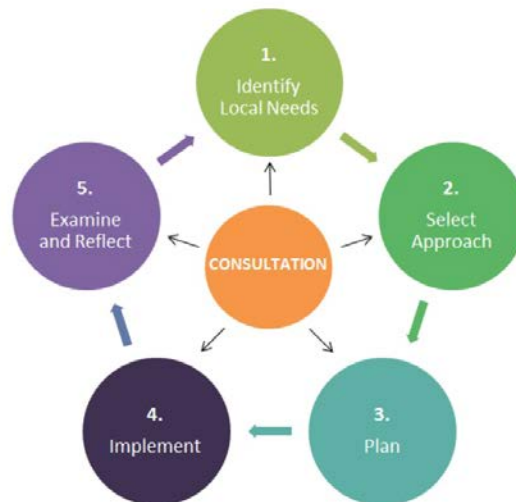 1.
Identify
Local Needs
2.
Select
Approach
3.
Plan
4.
Implement
5.
Examine
and Reflect
CONSULTATION